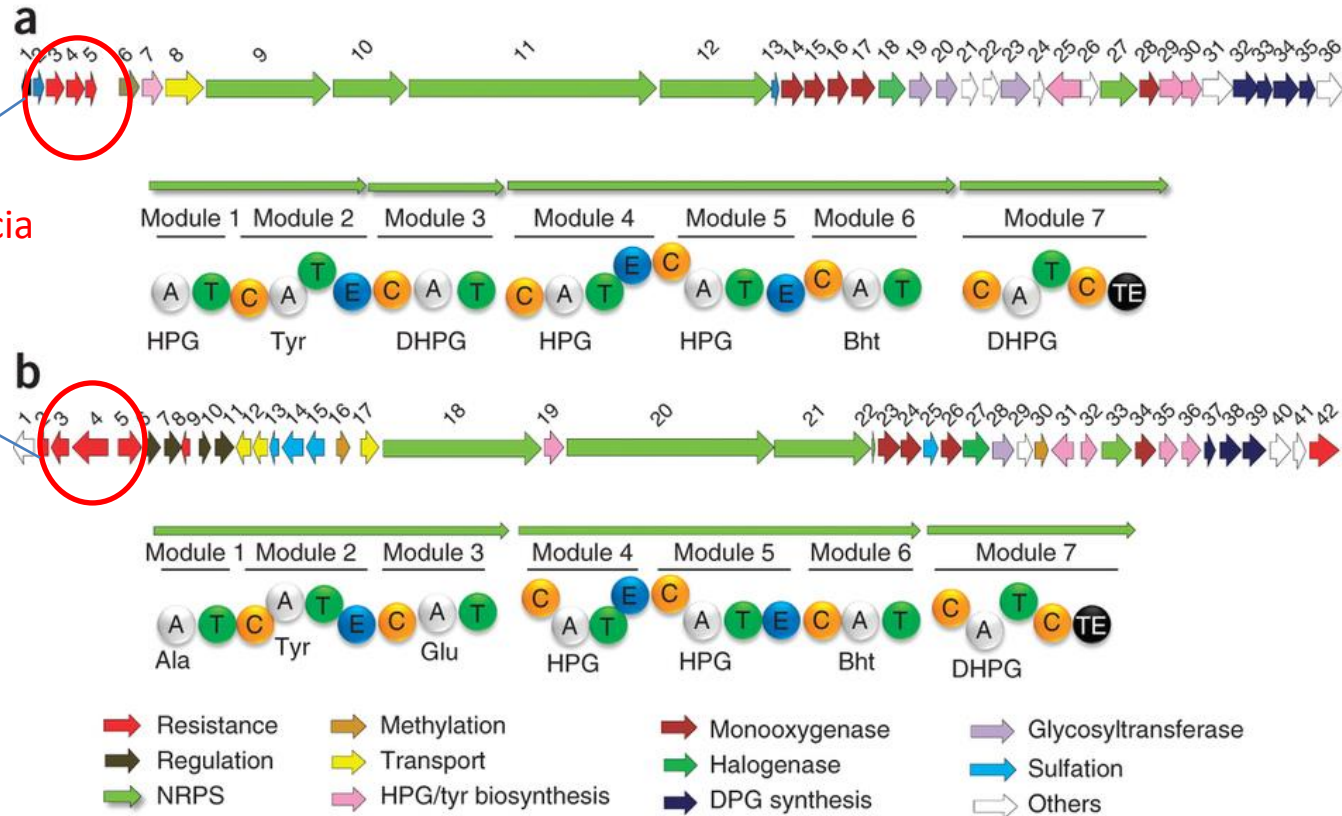 a
1 2 3 4 5 6 7 8 9 10 11 12 13 14 15 16 17 18 19 20 21 22 23 24 25 26 27 28 29 30 31 32 33 34 35 36
cia
Module 1 Module 2 Module 3 Module 4 Module 5 Module 6 Module 7
A T C A T E C A T C A T E C A T E C A T C A T C TE
HPG Tyr DHPG HPG HPG Bht DHPG
b
1 2 3 4 5 6 7 8 9 10 11 12 13 14 15 16 17 18 19 20 21 22 23 24 25 26 27 28 29 30 31 32 33 34 35 36 37 38 39 40 41 42
Module 1 Module 2 Module 3 Module 4 Module 5 Module 6 Module 7
A T C A T E C A T C A T E C A T E C A T C A T C TE
Ala Tyr Glu HPG HPG Bht DHPG
Resistance Methylation Monooxygenase Glycosyltransferase
Regulation Transport Halogenase Sulfation
NRPS HPG/tyr biosynthesis DPG synthesis Others